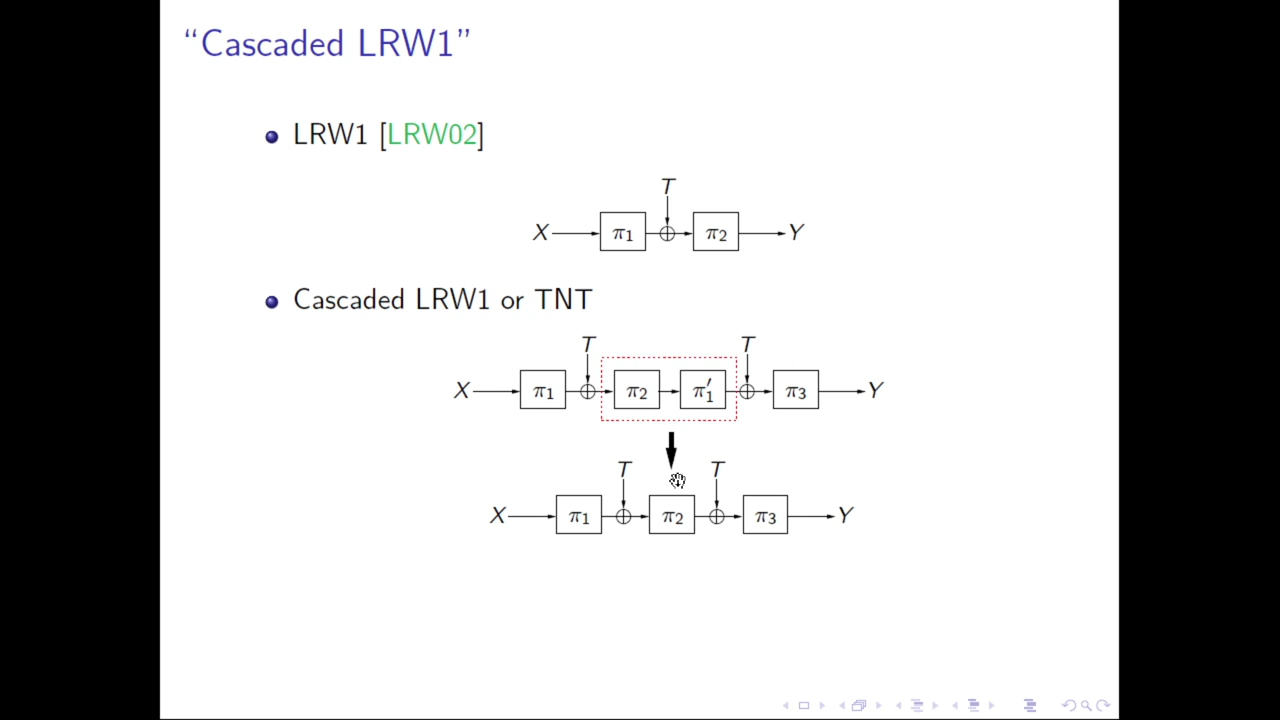 “Cascaded LRW1”
LRW1 [LRW02]
T
X π1 π2 Y
Cascaded LRW1 or TNT
T T
X π1 π2 π′1 π3 Y
T T
X π1 π2 π3 Y